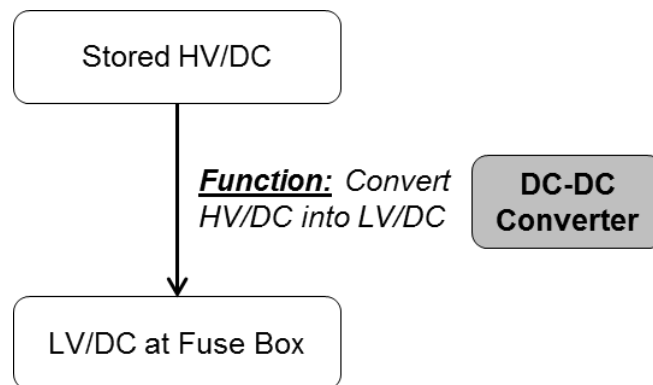 Stored HV/DC
Function: Convert
HV/DC into LV/DC
DC-DC
Converter
LV/DC at Fuse Box